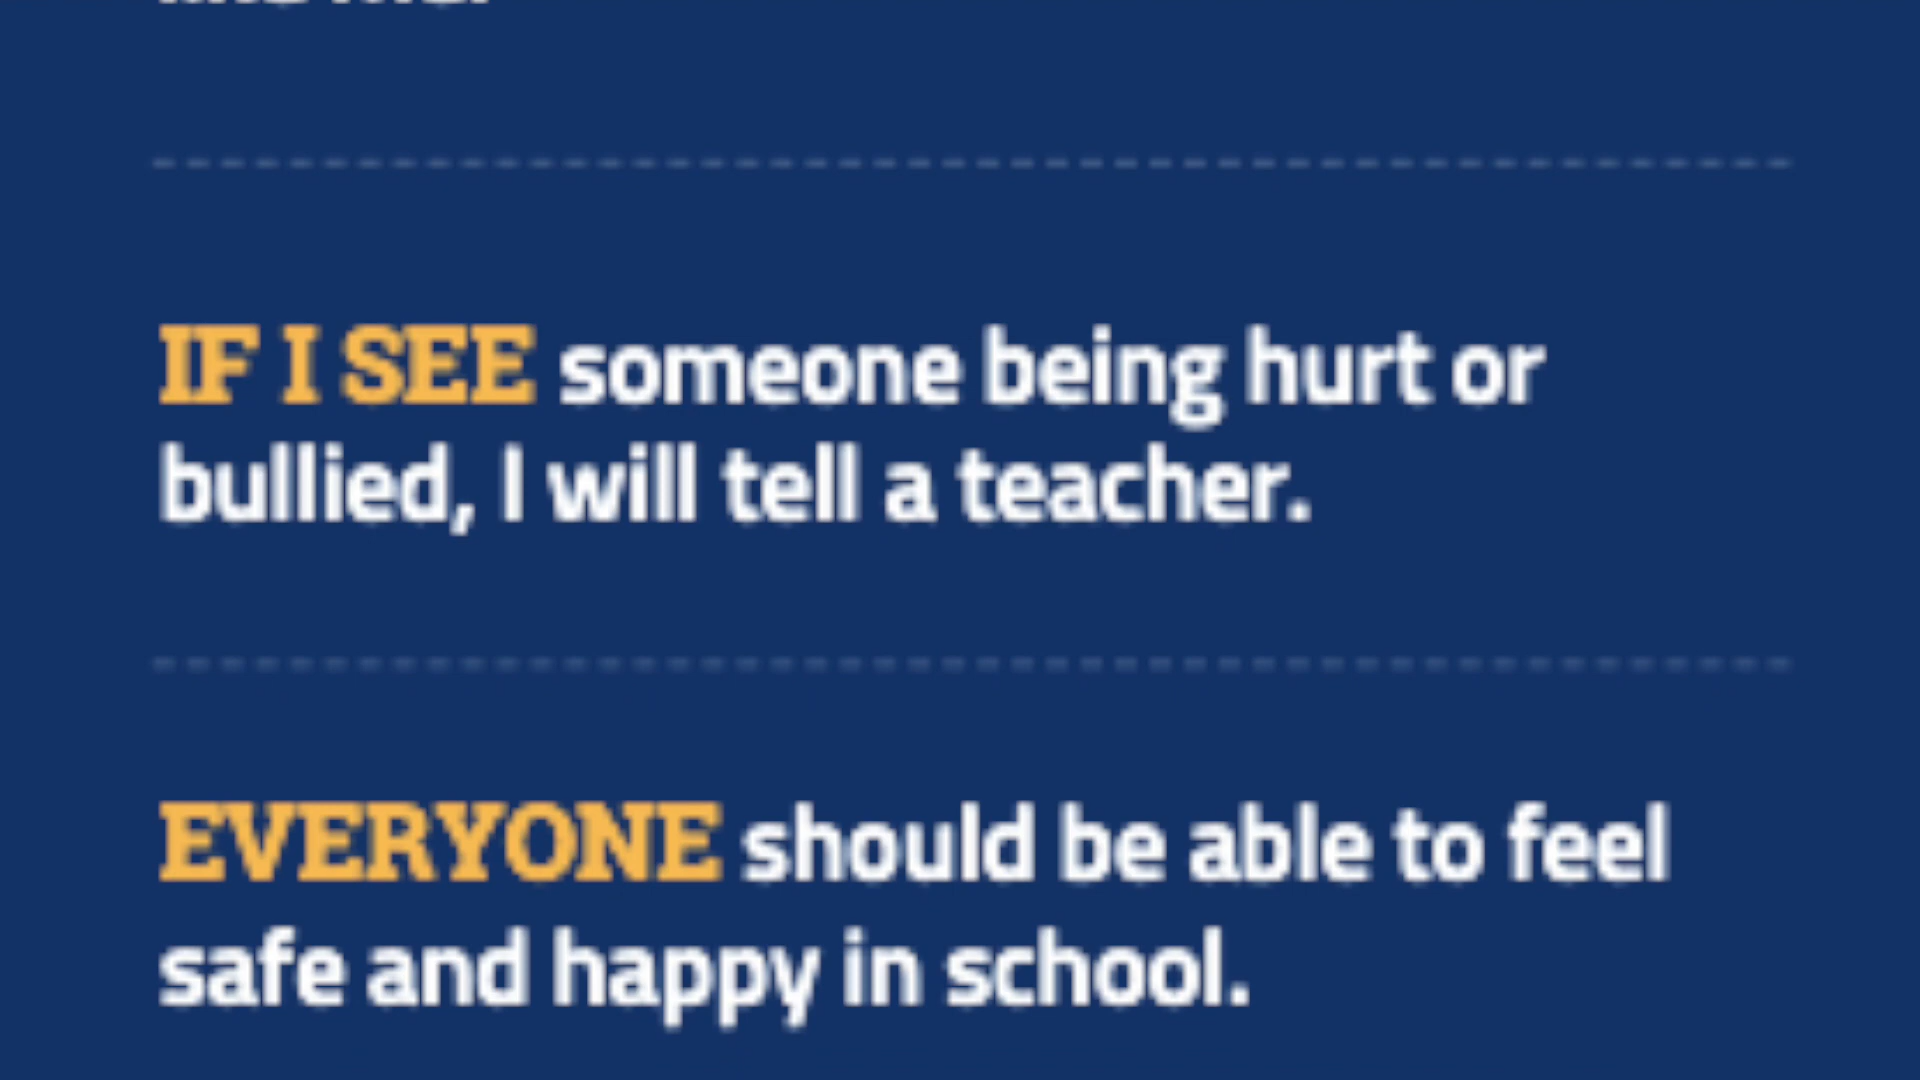 IF I SEE someone being hurt or
bullied, I will tell a teacher.
EVERYONE should be able to feel
safe and happy in school.